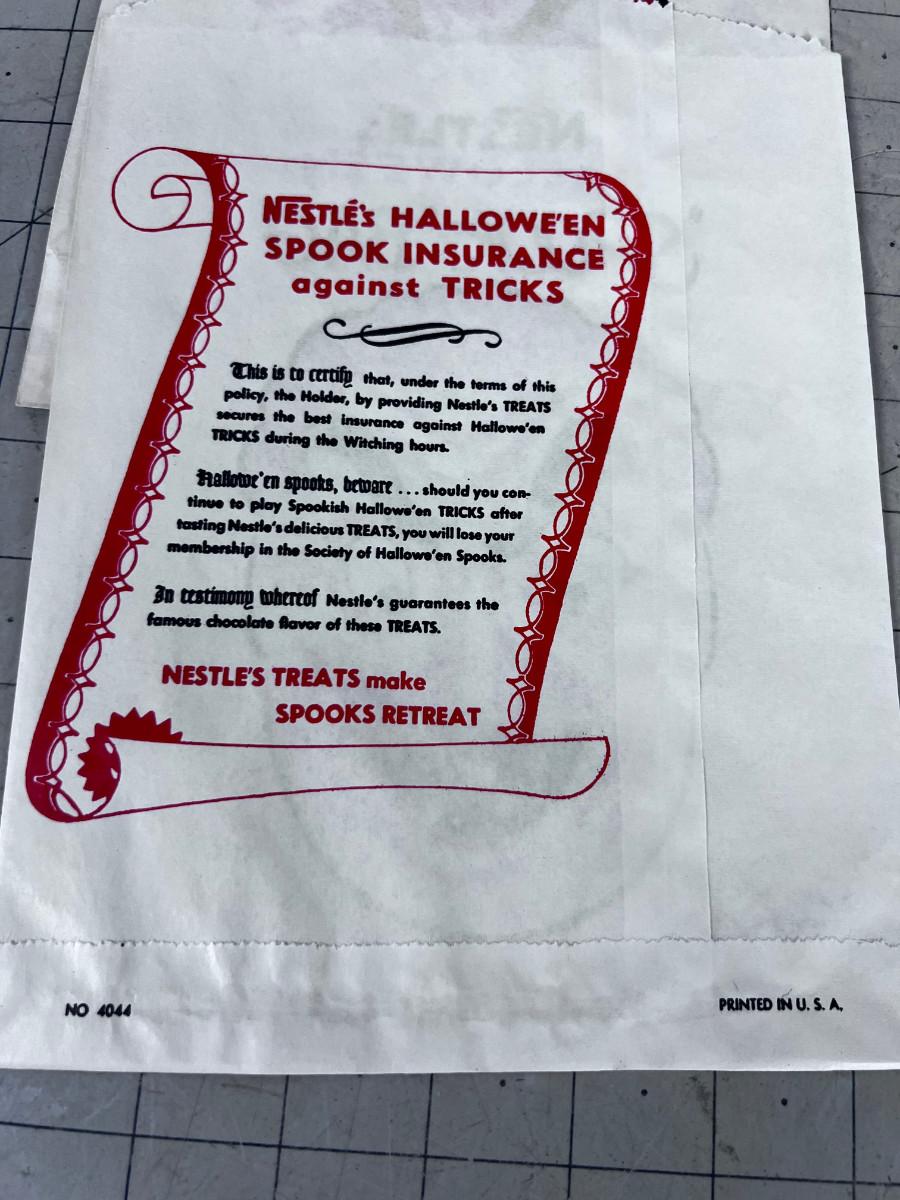 NESTLÉ's HALLOWE'EN
SPOOK INSURANCE
against TRICKS
This is to certify that, under the terms of this
policy, the Holder, by providing Nestle's TREATS
secures the best insurance against Hallowe'en
TRICKS during the Witching hours.
Hallowe'en spooks, beware ... should you con-
tinue to play Spookish Hallowe'en TRICKS after
tasting Nestle's delicious TREATS, you will lose your
membership in the Society of Hallowe'en Spooks.
In testimony whereof Nestle's guarantees the
famous chocolate flavor of these TREATS.
NESTLE'S TREATS make
SPOOKS RETREAT
NO 4044
PRINTED IN U. S. A.